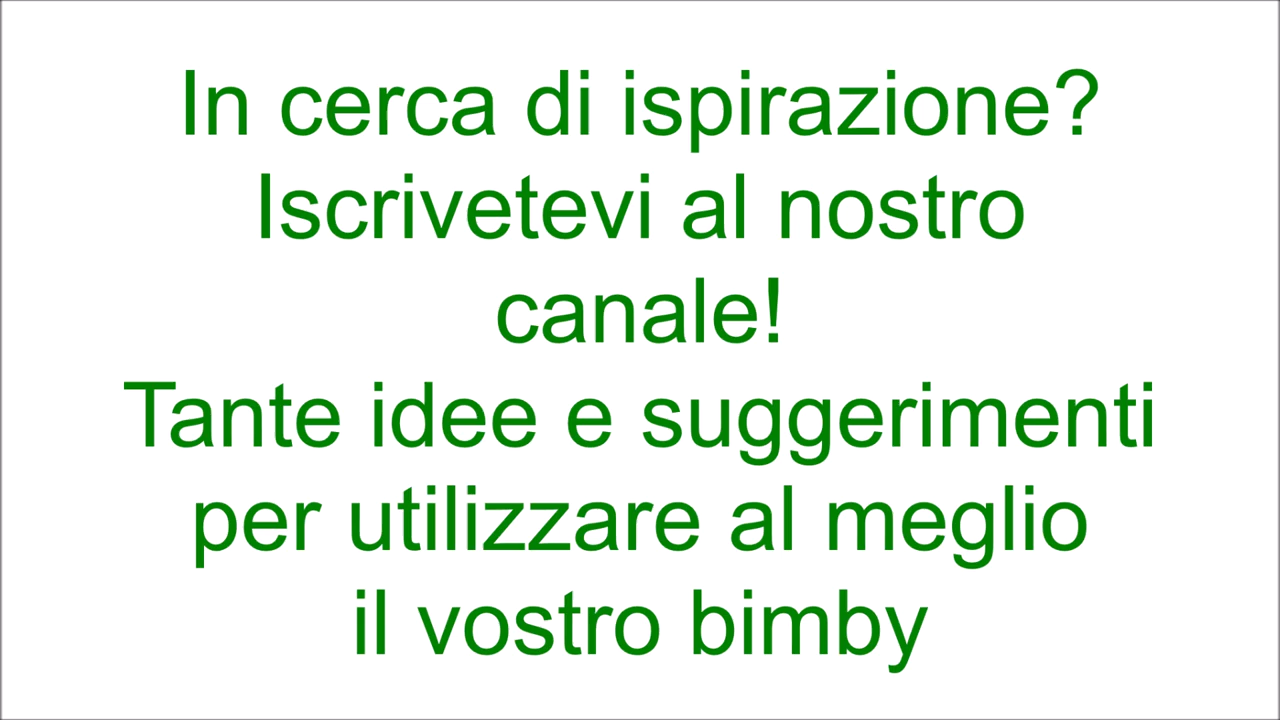 In cerca di ispirazione?
Iscrivetevi al nostro
canale!
Tante idee e suggerimenti
per utilizzare al meglio
il vostro bimby